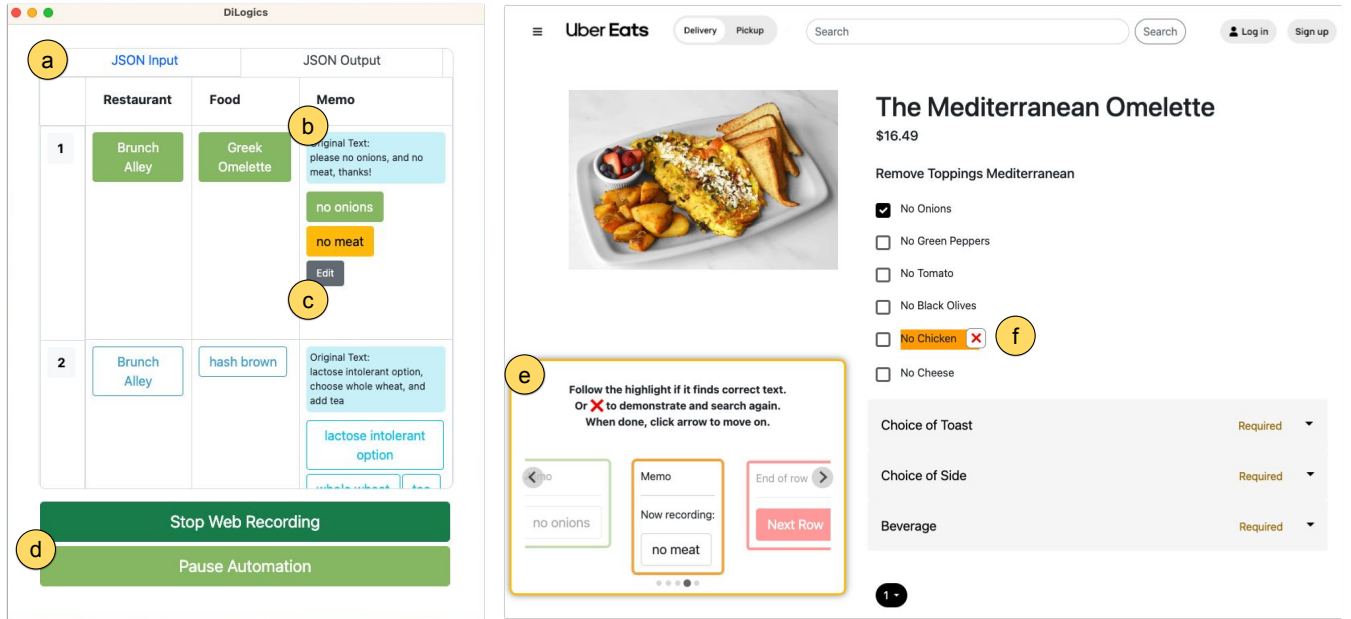 DiLogics
a
JSON Input
JSON Output
Restaurant
Food
Memo
b
1
Brunch
Alley
Greek
Omelette
Original Text:
please no onions, and no
meat, thanks!
no onions
no meat
Edit
c
2
Brunch
Alley
hash brown
Original Text:
lactose intolerant option,
choose whole wheat, and
add tea
lactose intolerant
option
whole wheat
tea
Stop Web Recording
d
Pause Automation
Uber Eats
Delivery
Pickup
Search
Search
Log in
Sign up
The Mediterranean Omelette
$16.49
Remove Toppings Mediterranean
No Onions
No Green Peppers
No Tomato
No Black Olives
No Chicken
f
No Cheese
e
Follow the highlight if it finds correct text.
Or ❌ to demonstrate and search again.
When done, click arrow to move on.
no onions
Memo
Now recording:
no meat
End of row
Next Row
Choice of Toast
Required
Choice of Side
Required
Beverage
Required
1